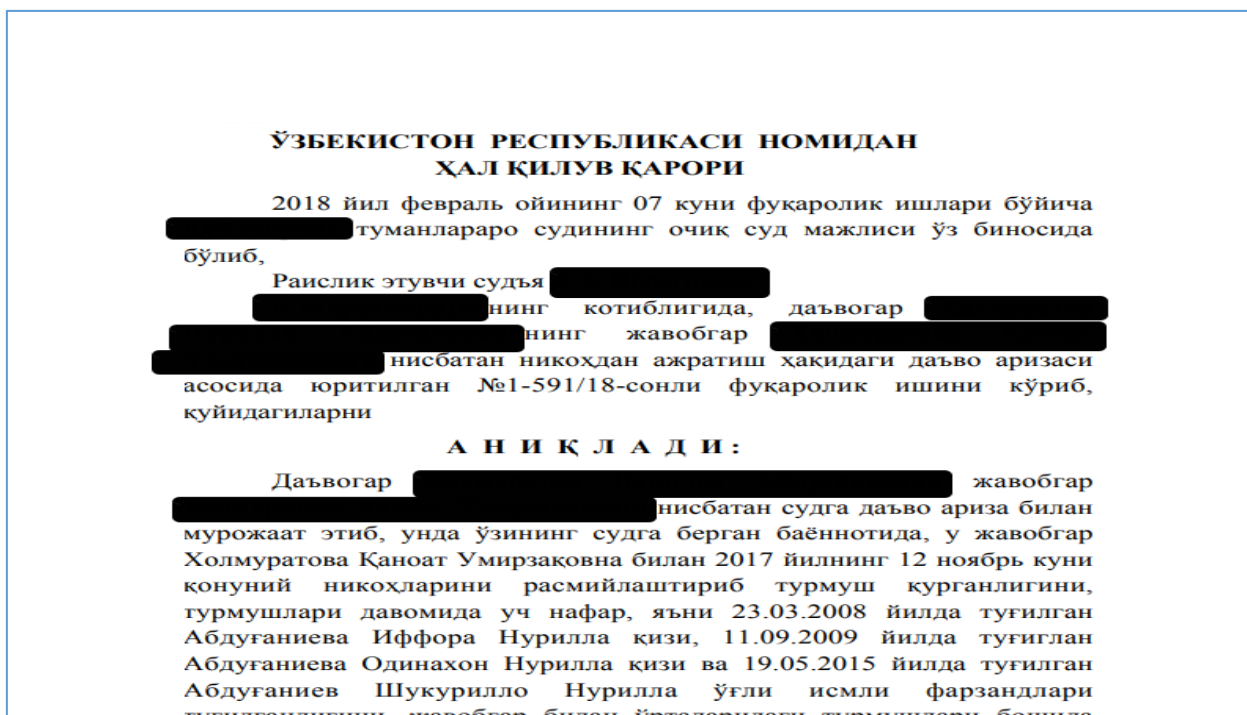 ЎЗБЕКИСТОН РЕСПУБЛИКАСИ НОМИДАН
ҲАЛ ҚИЛУВ ҚАРОРИ
2018 йил февраль ойининг 07 куни фуқаролик ишлари бўйича
туманлараро судининг очиқ суд мажлиси ўз биносида
бўлиб,
Раислик этувчи судъя
нинг котиблигида, даъвогар
нинг жавобгар
нисбатан никоҳдан ажратиш ҳақидаги даъво аризаси
асосида юритилган №1-591/18-сонли фуқаролик ишини кўриб,
қуйидагиларни
А Н И Қ Л А Д И :
Даъвогар жавобгар
нисбатан судга даъво ариза билан
мурожаат этиб, унда ўзининг судга берган баённотида, у жавобгар
Холмуратова Қаноат Умирзақовна билан 2017 йилнинг 12 ноябрь куни
қонуний никоҳларини расмийлаштириб турмуш қурганлигини,
турмушлари давомида уч нафар, яъни 23.03.2008 йилда туғилган
Абдуғаниева Иффора Нурилла қизи, 11.09.2009 йилда туғиглан
Абдуғаниева Одинахон Нурилла қизи ва 19.05.2015 йилда туғилган
Абдуғаниев Шукурилло Нурилла ўғли исмли фарзандлари